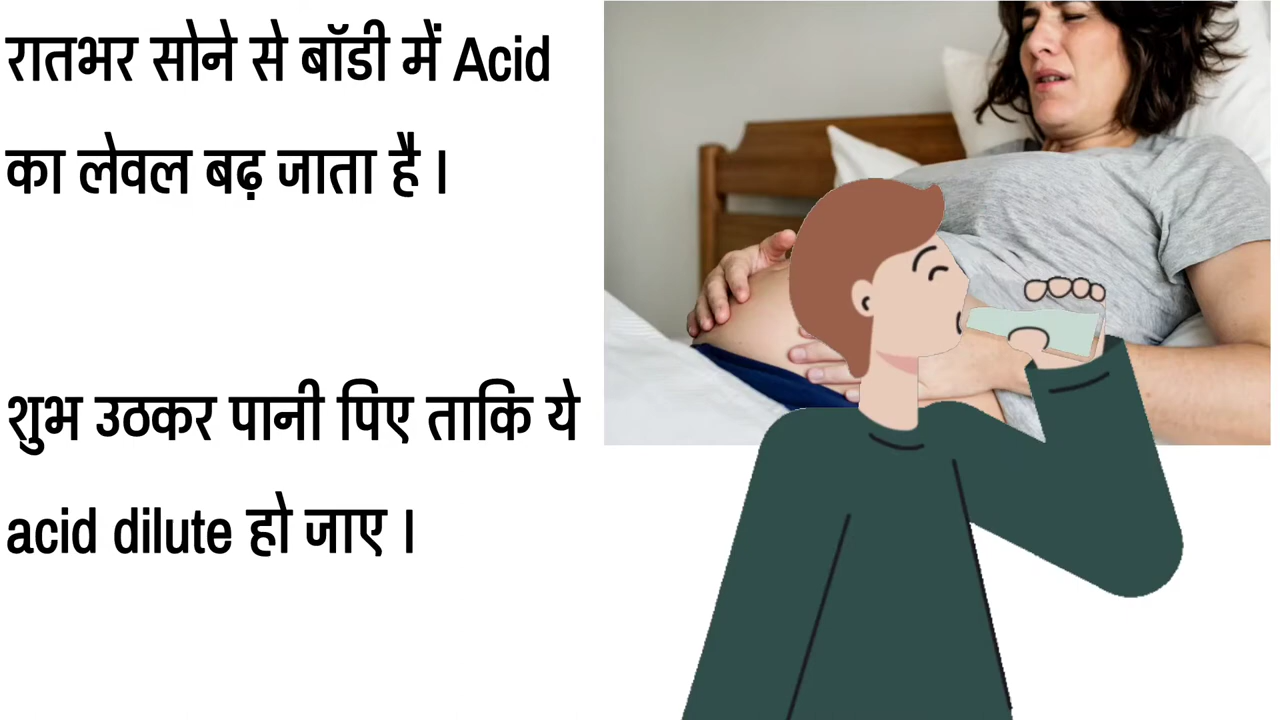 रातभर सोने से बॉडी में Acid
का लेवल बढ़ जाता है ।
शुभ उठकर पानी पिए ताकि ये
acid dilute हो जाए ।